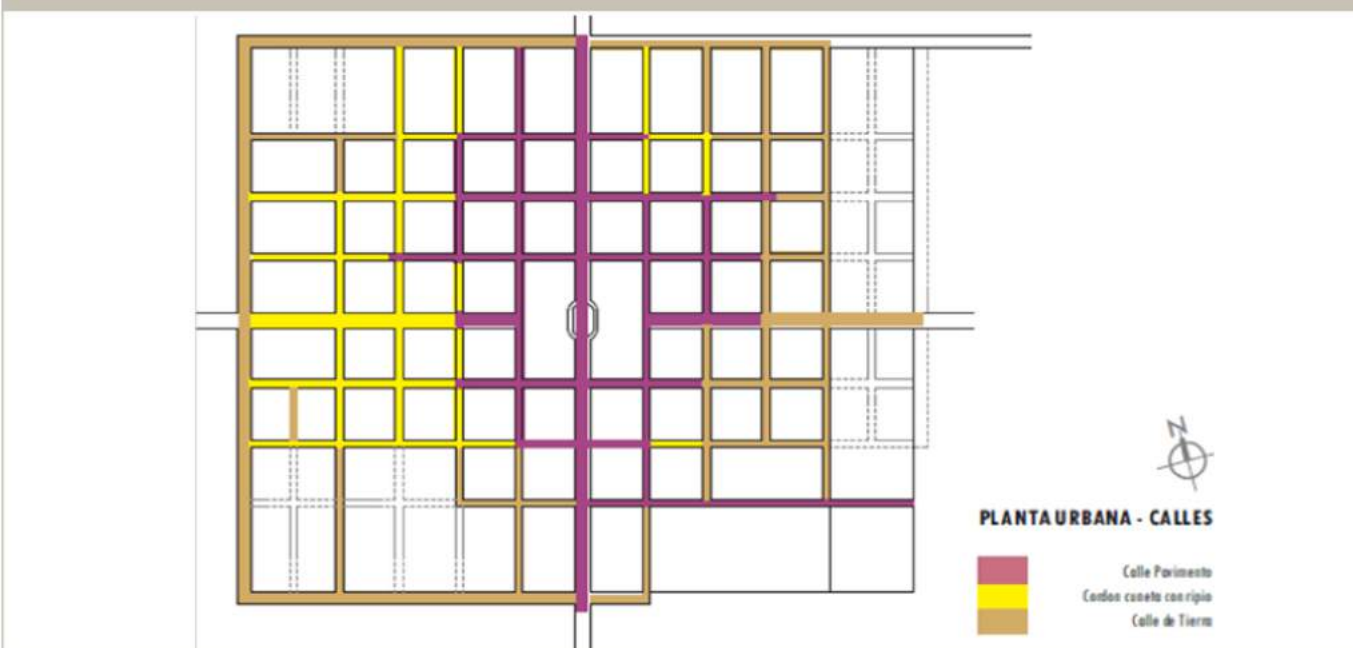 N
PLANTA URBANA - CALLES
Calle Pavimento
Cordon cuneta con ripio
Calle de Tierra